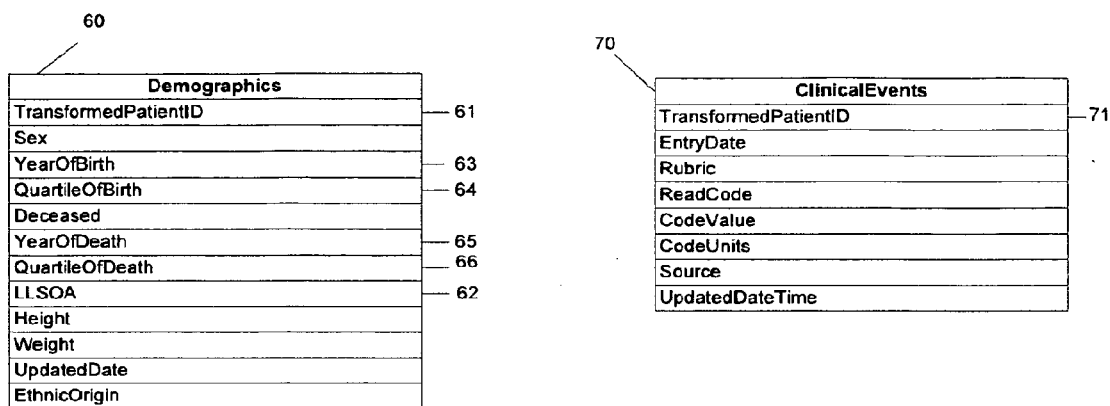 60
Demographics
TransformedPatientID 61
Sex
YearOfBirth 63
QuartileOfBirth 64
Deceased
YearOfDeath 65
QuartileOfDeath 66
LLSOA 62
Height
Weight
UpdatedDate
EthnicOrigin
70
ClinicalEvents
TransformedPatientID 71
EntryDate
Rubric
ReadCode
CodeValue
CodeUnits
Source
UpdatedDateTime